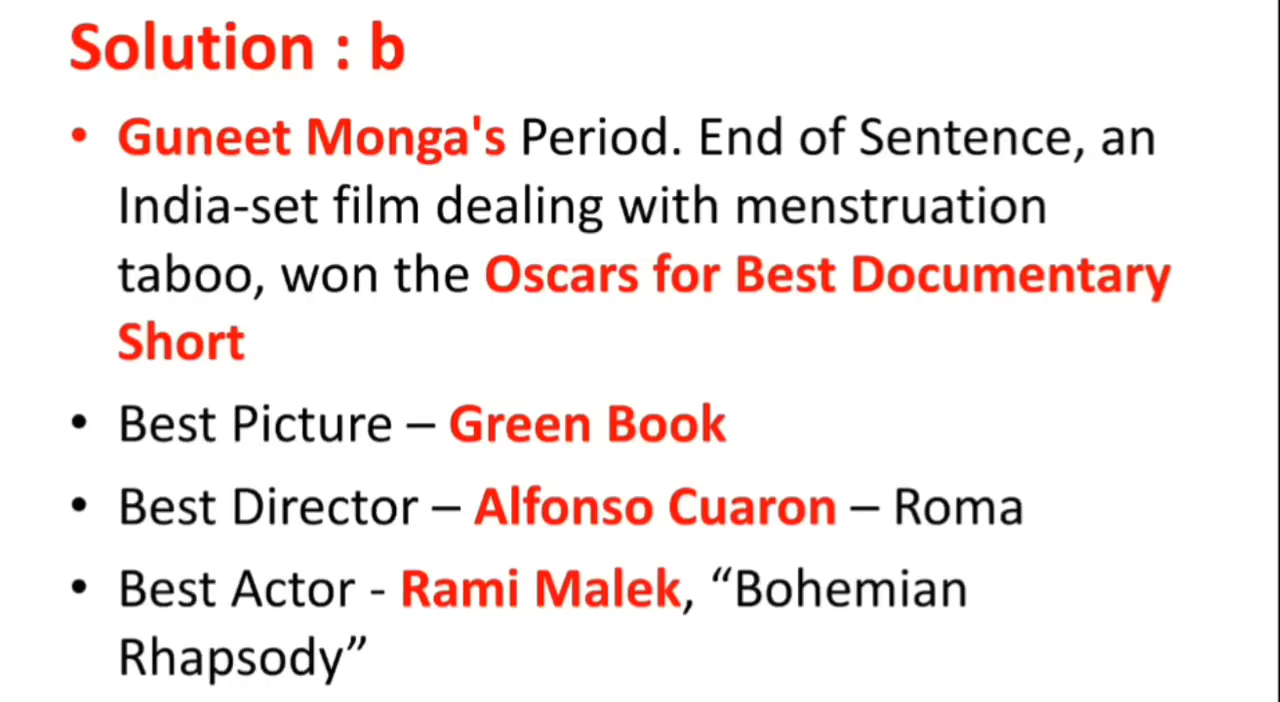 Solution : b
• Guneet Monga's Period. End of Sentence, an
India-set film dealing with menstruation
taboo, won the Oscars for Best Documentary
Short
• Best Picture – Green Book
• Best Director – Alfonso Cuaron – Roma
• Best Actor - Rami Malek, “Bohemian
Rhapsody”